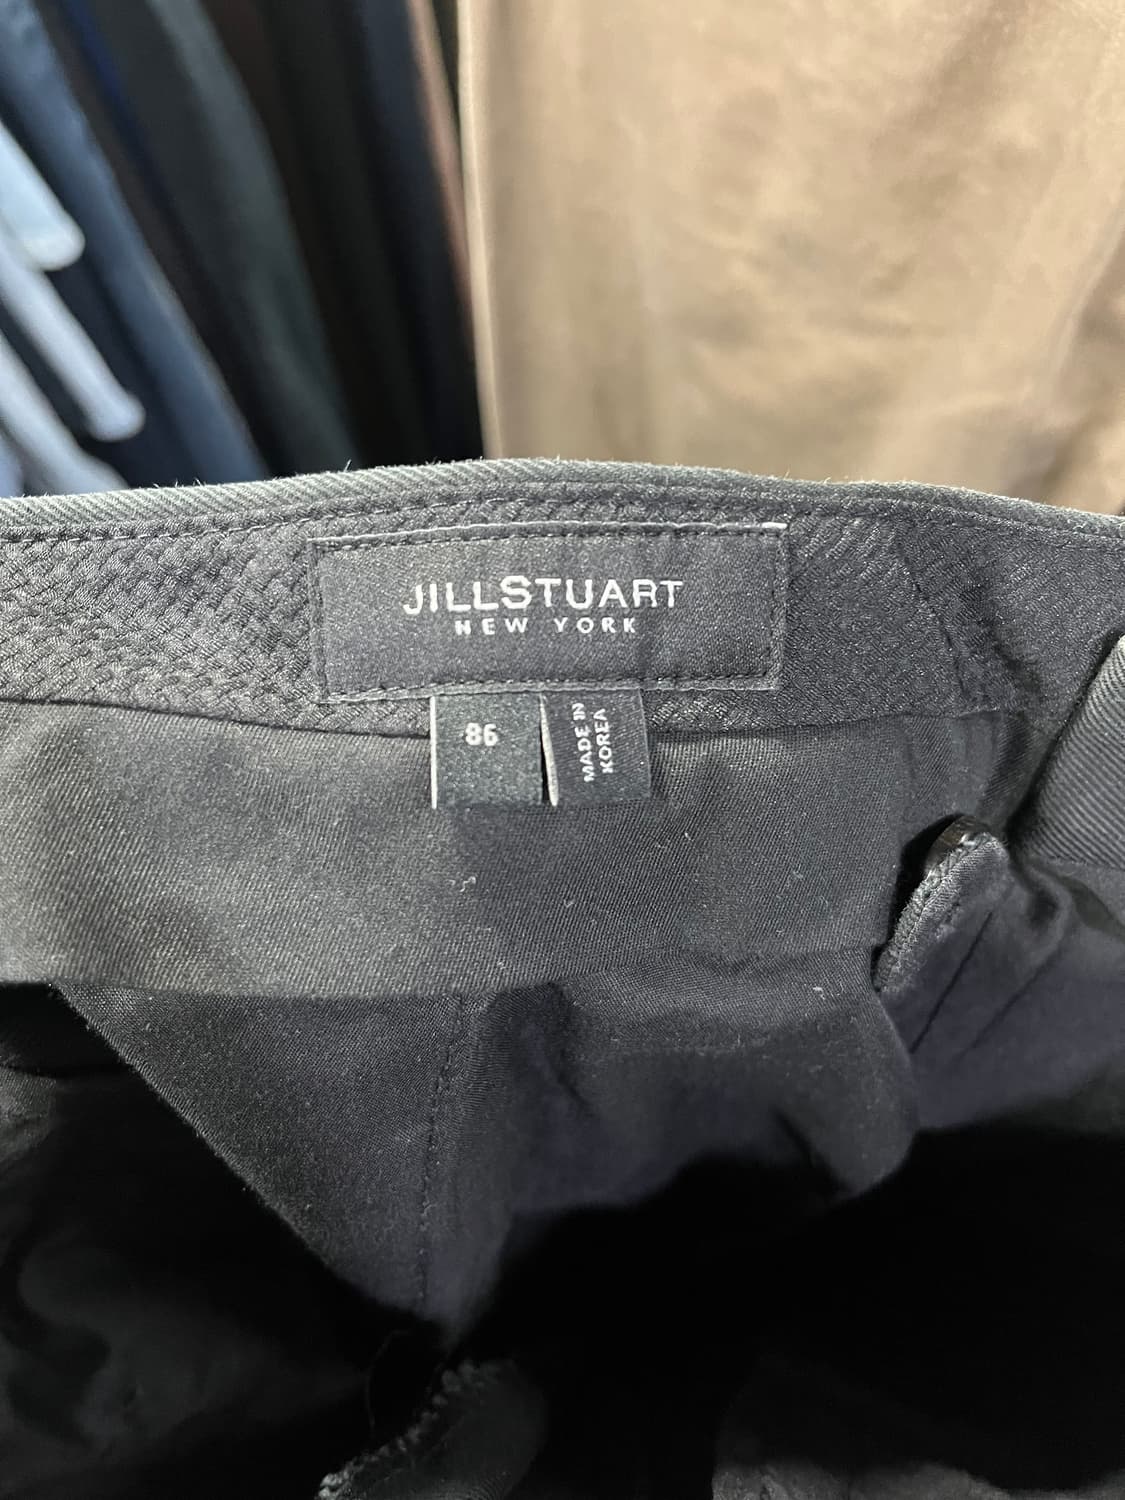 JILLSTUART
NEW YORK
86
MADE IN
KOREA